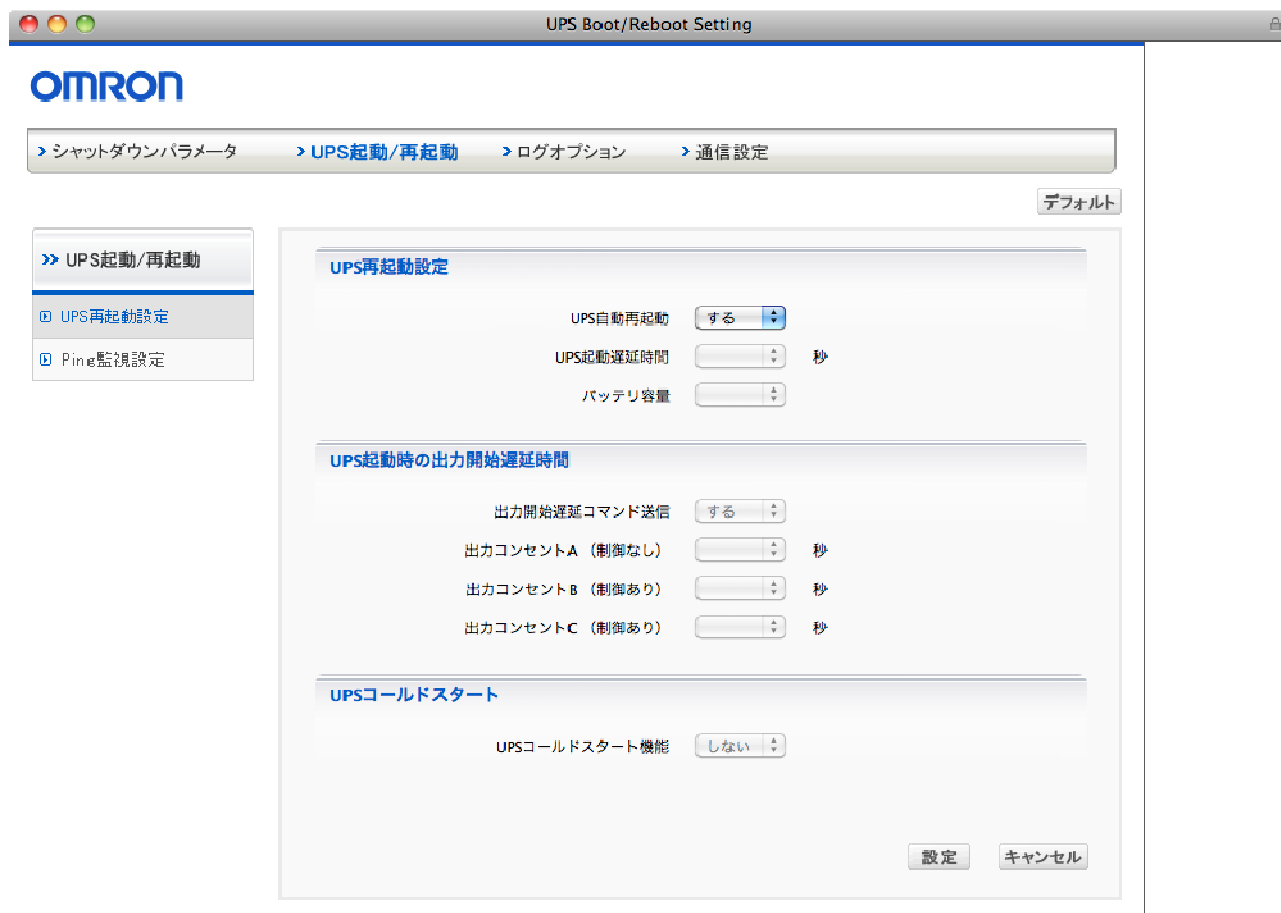 UPS Boot/Reboot Setting
OMRON
シャットダウンパラメータ UPS起動/再起動 ログオプション 通信設定
デフォルト
UPS起動/再起動
UPS再起動設定
Ping監視設定
UPS再起動設定
UPS自動再起動 する
UPS起動遅延時間 秒
バッテリ容量
UPS起動時の出力開始遅延時間
出力開始遅延コマンド送信 する
出力コンセントA （制御なし） 秒
出力コンセントB （制御あり） 秒
出力コンセントC （制御あり） 秒
UPSコールドスタート
UPSコールドスタート機能 しない
設定 キャンセル